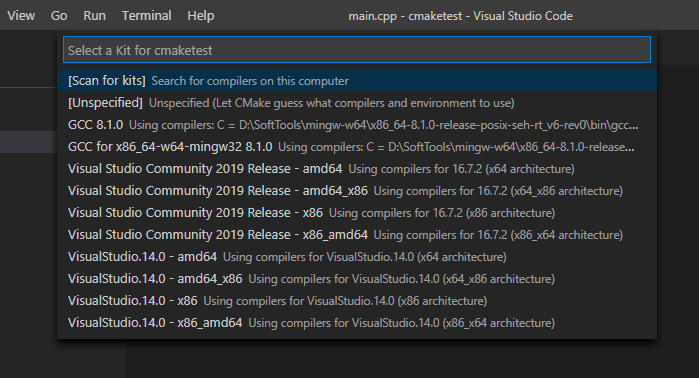 View Go Run Terminal Help main.cpp - cmaketest - Visual Studio Code
Select a Kit for cmaketest
[Scan for kits] Search for compilers on this computer
[Unspecified] Unspecified (Let CMake guess what compilers and environment to use)
GCC 8.1.0 Using compilers: C = D:\SoftTools\mingw-w64\x86_64-8.1.0-release-posix-seh-rt_v6-rev0\bin\gcc...
GCC for x86_64-w64-mingw32 8.1.0 Using compilers: C = D:\SoftTools\mingw-w64\x86_64-8.1.0-release...
Visual Studio Community 2019 Release - amd64 Using compilers for 16.7.2 (x64 architecture)
Visual Studio Community 2019 Release - amd64_x86 Using compilers for 16.7.2 (x64_x86 architecture)
Visual Studio Community 2019 Release - x86 Using compilers for 16.7.2 (x86 architecture)
Visual Studio Community 2019 Release - x86_amd64 Using compilers for 16.7.2 (x86_x64 architecture)
VisualStudio.14.0 - amd64 Using compilers for VisualStudio.14.0 (x64 architecture)
VisualStudio.14.0 - amd64_x86 Using compilers for VisualStudio.14.0 (x64_x86 architecture)
VisualStudio.14.0 - x86 Using compilers for VisualStudio.14.0 (x86 architecture)
VisualStudio.14.0 - x86_amd64 Using compilers for VisualStudio.14.0 (x86_x64 architecture)